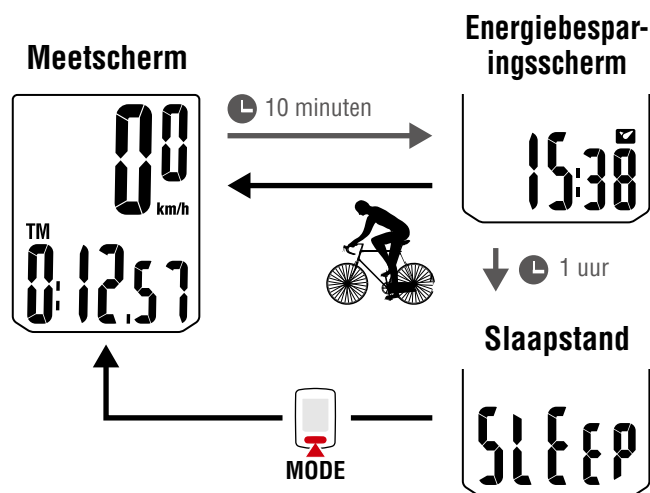 Meetscherm
Energiebespar-
ingsscherm
10 minuten
00
km/h
TM
0:12.57
15:38
1 uur
Slaapstand
SLEEP
MODE